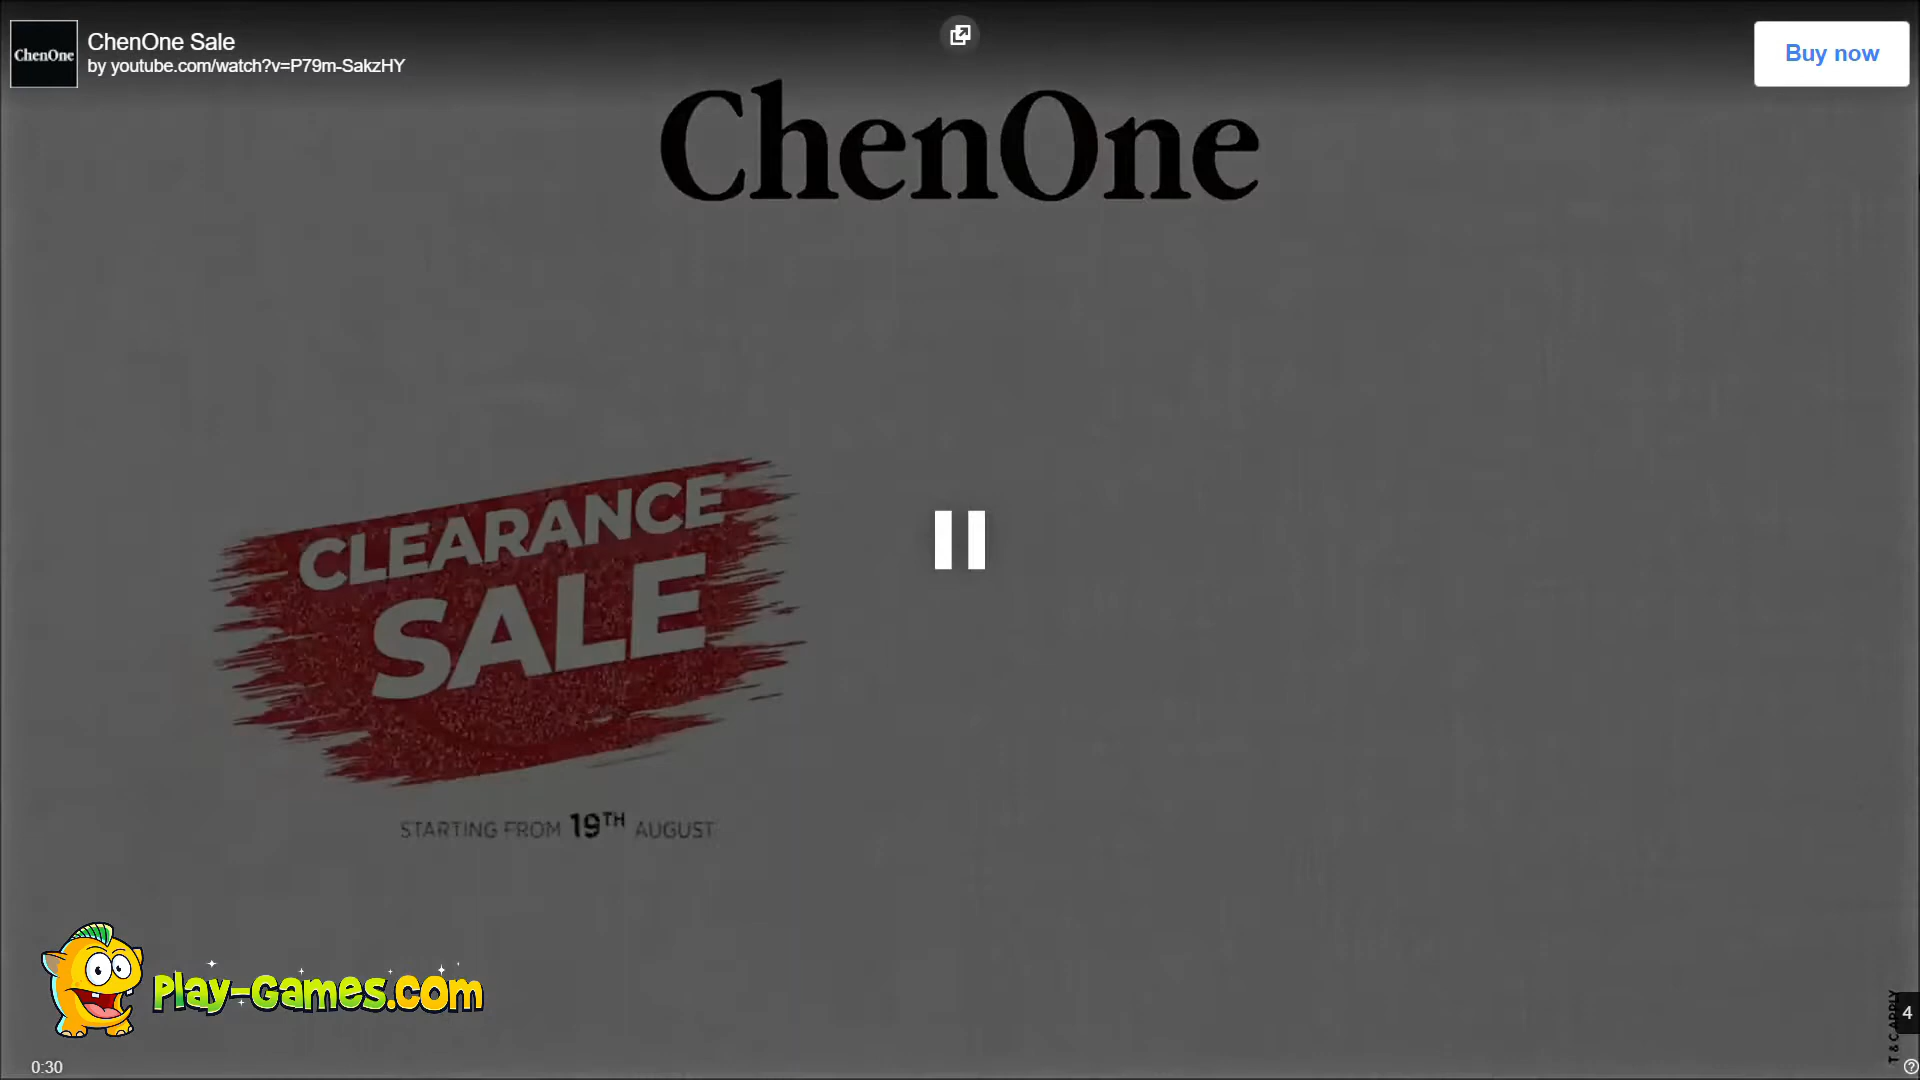 ChenOne
ChenOne Sale
by youtube.com/watch?v=P79m-SakzHY
Buy now
ChenOne
CLEARANCE
SALE
STARTING FROM 19TH AUGUST
Play-Games.com
T & C APPLY
4
0:30
?